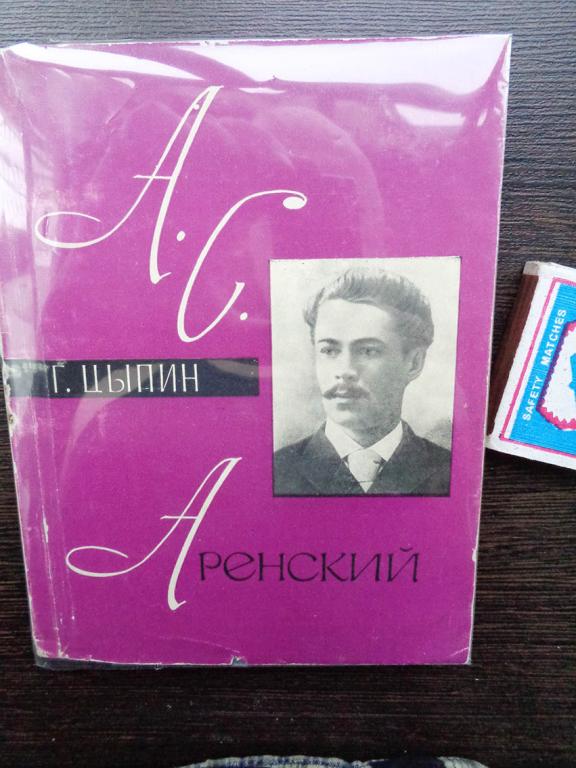 А. С.
Г. ЦЫПИН
АРЕНСКИЙ
SAFETY MATCHES